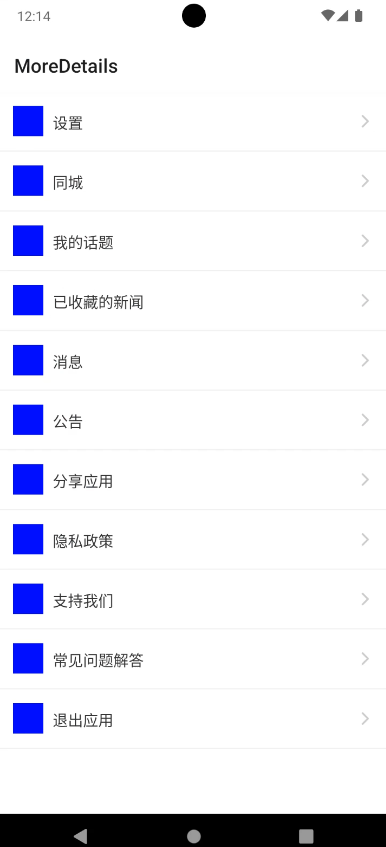 12:14
MoreDetails
设置
同城
我的话题
已收藏的新闻
消息
公告
分享应用
隐私政策
支持我们
常见问题解答
退出应用